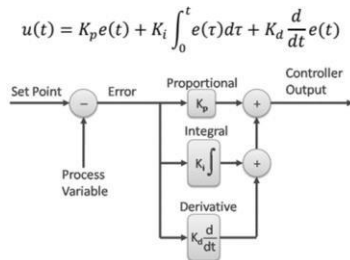 u(t) = K_p e(t) + K_i ∫_0^t e(τ)dτ + K_d d/dt e(t)
Controller
Output
Proportional
Set Point
Error
−
K_p
+
Integral
Process
Variable
K_i ∫
+
Derivative
K_d d/dt